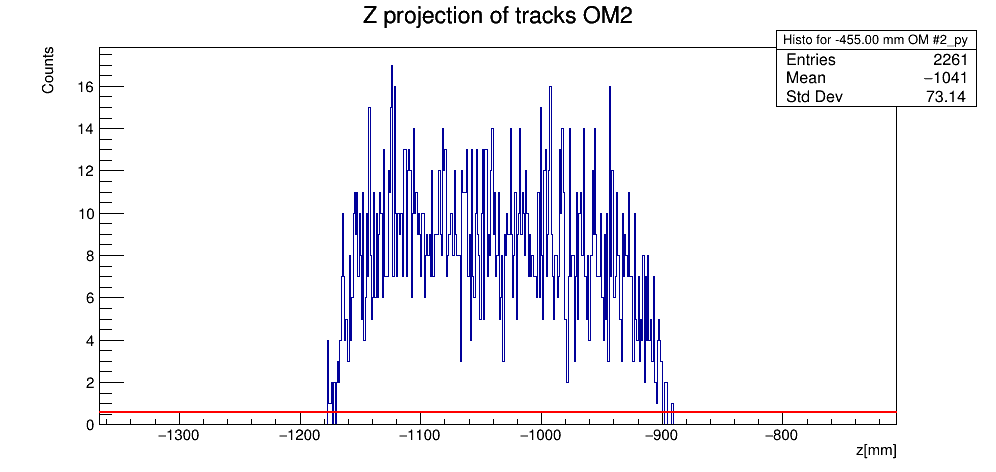 Z projection of tracks OM2
Histo for -455.00 mm OM #2_py
Entries 2261
Mean −1041
Std Dev 73.14
Counts
16
14
12
10
8
6
4
2
0
−1300 −1200 −1100 −1000 −900 −800
z[mm]